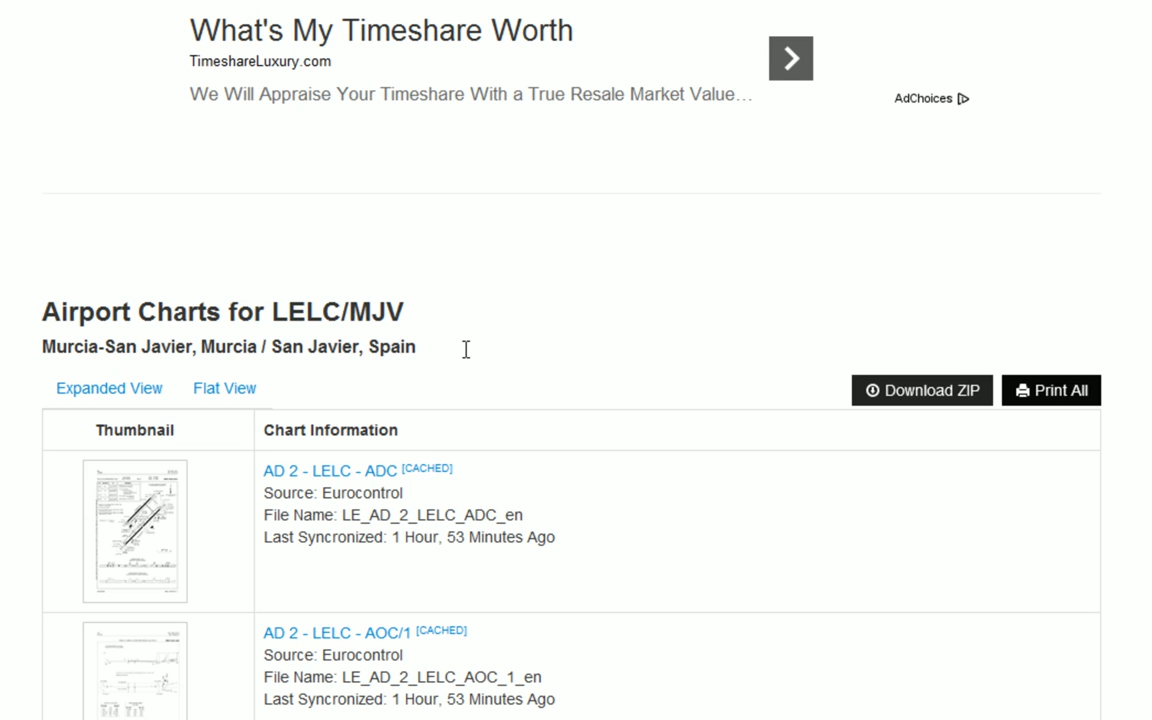 What's My Timeshare Worth
TimeshareLuxury.com
We Will Appraise Your Timeshare With a True Resale Market Value…
AdChoices
Airport Charts for LELC/MJV
Murcia-San Javier, Murcia / San Javier, Spain
Expanded View Flat View
Download ZIP Print All
Thumbnail Chart Information
AD 2 - LELC - ADC [CACHED]
Source: Eurocontrol
File Name: LE_AD_2_LELC_ADC_en
Last Syncronized: 1 Hour, 53 Minutes Ago
AD 2 - LELC - AOC/1 [CACHED]
Source: Eurocontrol
File Name: LE_AD_2_LELC_AOC_1_en
Last Syncronized: 1 Hour, 53 Minutes Ago